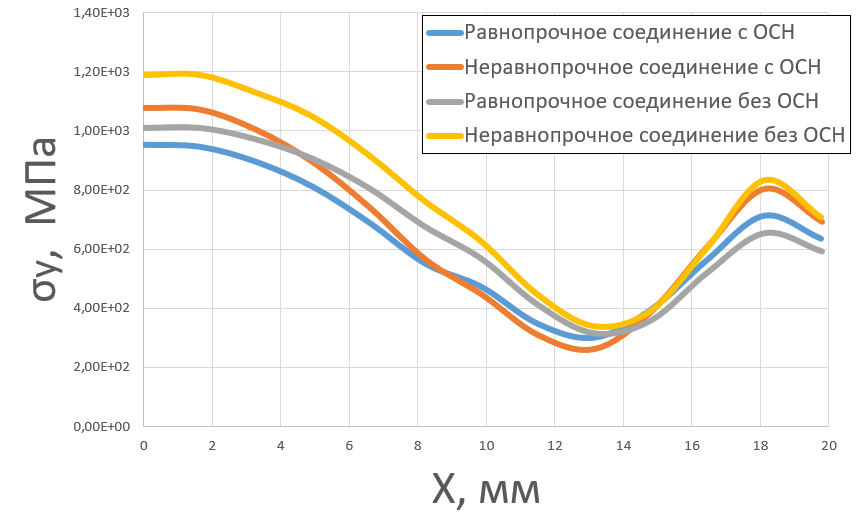 1,40E+03
1,20E+03
1,00E+03
8,00E+02
6,00E+02
4,00E+02
2,00E+02
0,00E+00
σy, МПа
Равнопрочное соединение с ОСН
Неравнопрочное соединение с ОСН
Равнопрочное соединение без ОСН
Неравнопрочное соединение без ОСН
0 2 4 6 8 10 12 14 16 18 20
X, мм